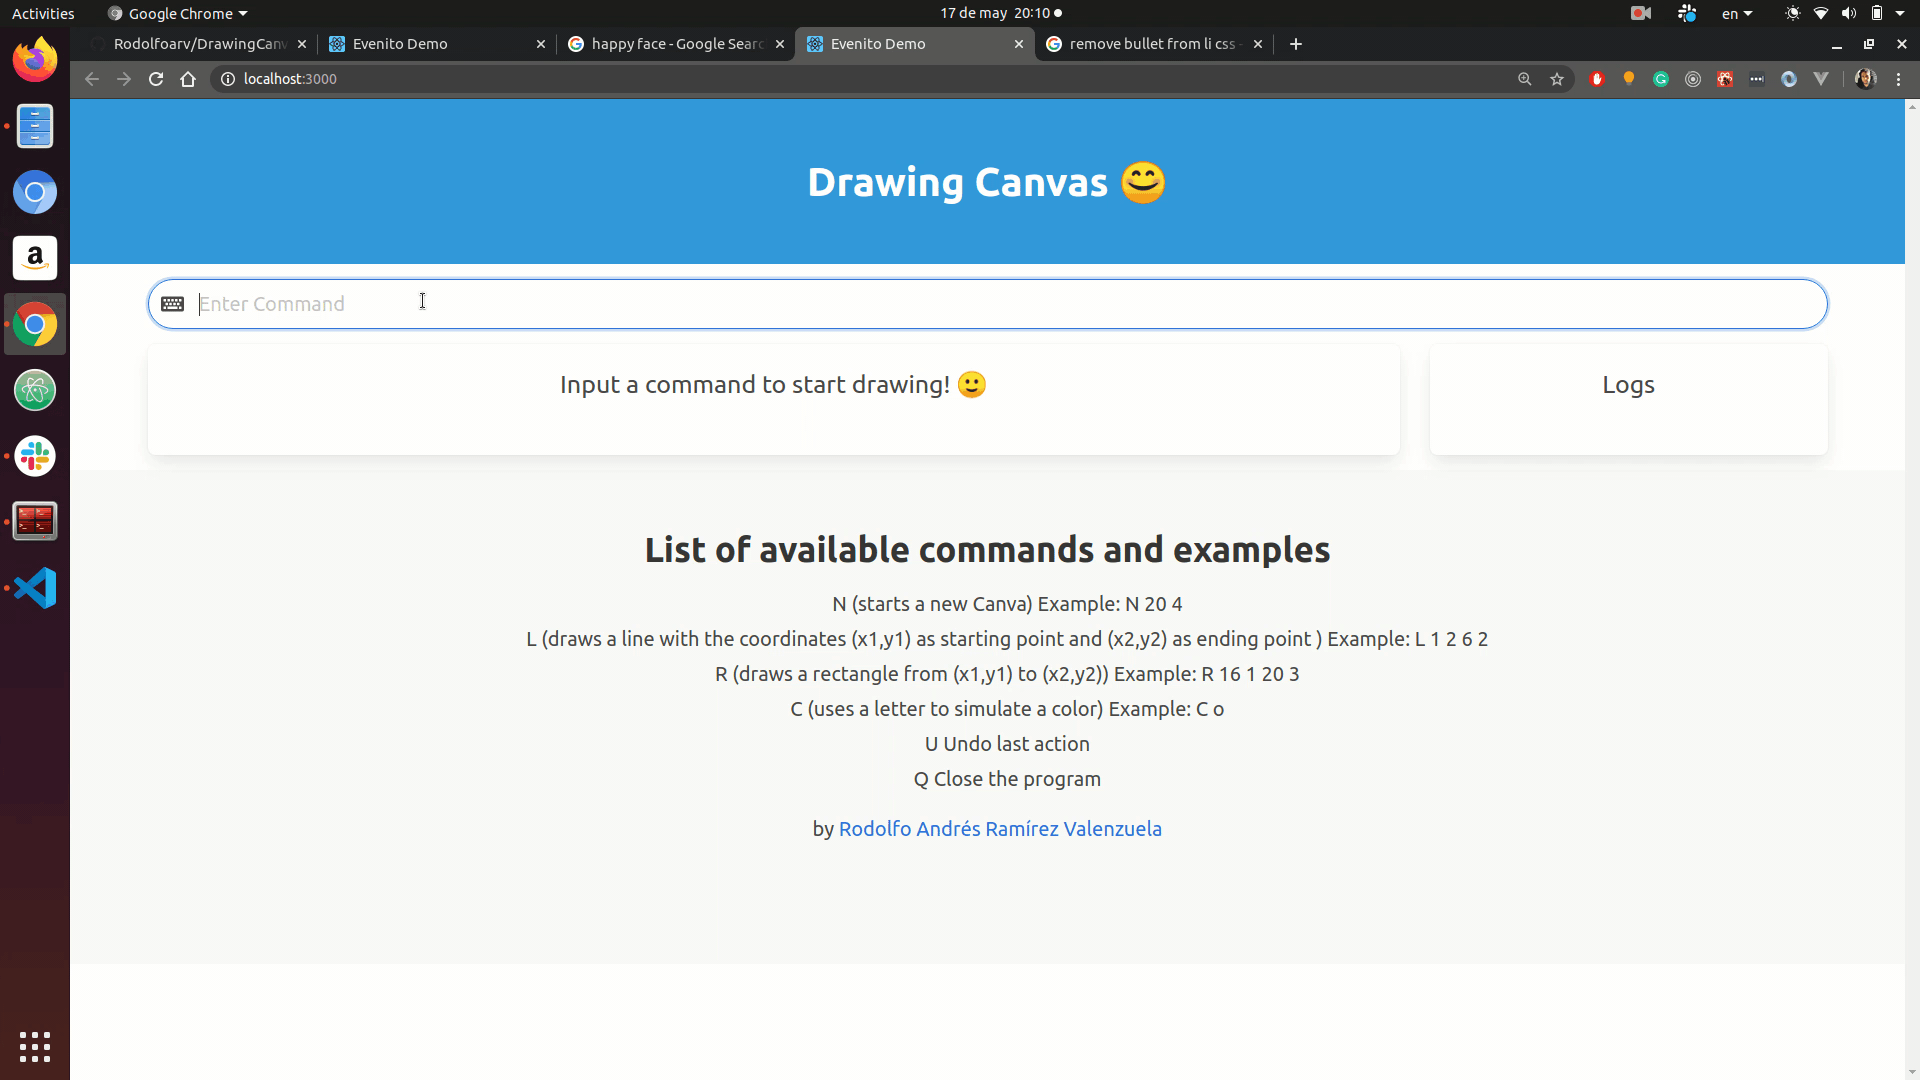 Activities
Google Chrome
17 de may 20:10
en
Rodolfoarv/DrawingCanv
Evenito Demo
happy face - Google Searc
Evenito Demo
remove bullet from li css -
localhost:3000
Drawing Canvas 😊
Enter Command
Input a command to start drawing! 🙂
Logs
List of available commands and examples
N (starts a new Canva) Example: N 20 4
L (draws a line with the coordinates (x1,y1) as starting point and (x2,y2) as ending point ) Example: L 1 2 6 2
R (draws a rectangle from (x1,y1) to (x2,y2)) Example: R 16 1 20 3
C (uses a letter to simulate a color) Example: C o
U Undo last action
Q Close the program
by Rodolfo Andrés Ramírez Valenzuela